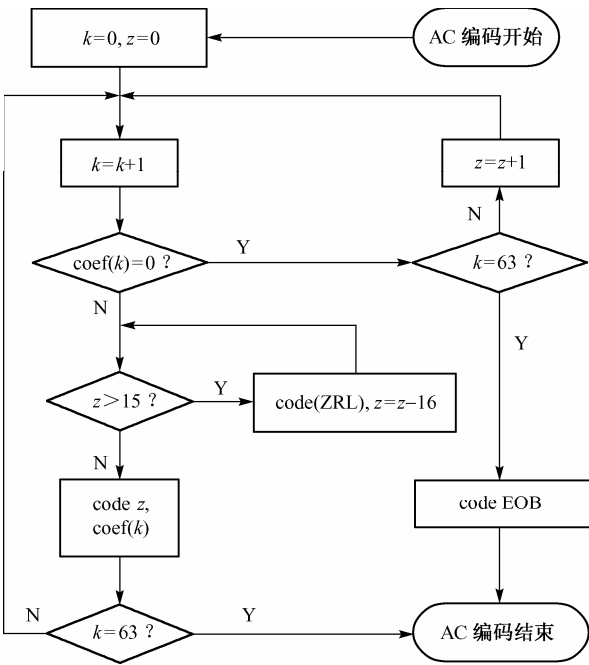 k=0, z=0
AC 编码开始
k=k+1
z=z+1
N
coef(k)=0 ?
Y
k=63 ?
N
Y
z>15 ?
Y
code(ZRL), z=z−16
N
code z,
coef(k)
code EOB
N
k=63 ?
Y
AC 编码结束